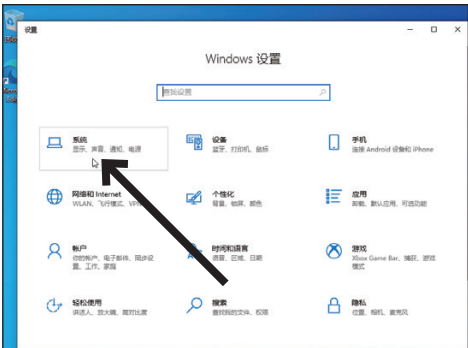 设置
Windows 设置
查找设置
系统
显示、声音、通知、电源
设备
蓝牙、打印机、鼠标
手机
连接 Android 设备和 iPhone
网络和 Internet
WLAN、飞行模式、VPN
个性化
背景、锁屏、颜色
应用
卸载、默认应用、可选功能
帐户
你的帐户、电子邮件、同步设
置、工作、家庭
时间和语言
语音、区域、日期
游戏
Xbox Game Bar、捕获、游戏
模式
轻松使用
讲述人、放大镜、高对比度
搜索
查找我的文件、权限
隐私
位置、相机、麦克风